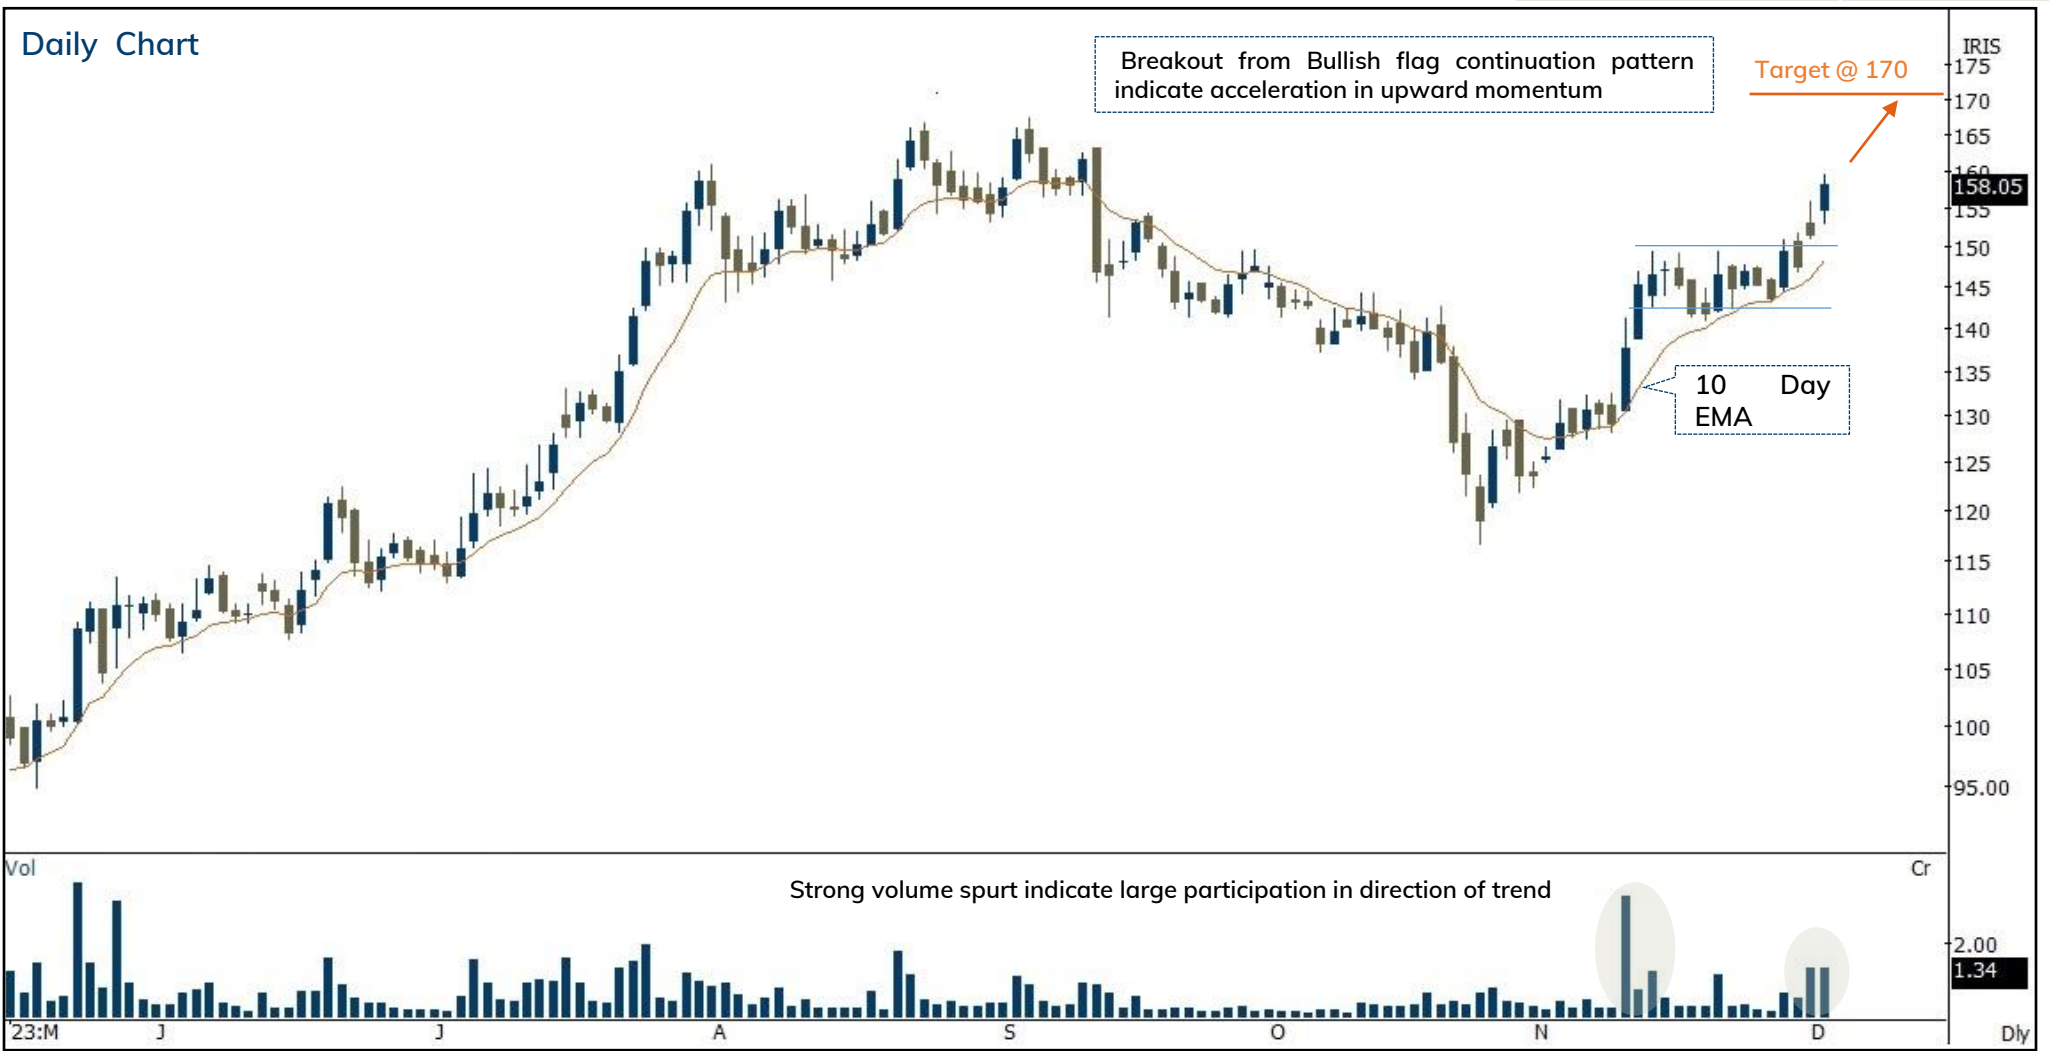 Daily Chart
Breakout from Bullish flag continuation pattern
indicate acceleration in upward momentum
Target @ 170
IRIS
175
170
165
160
158.05
155
150
145
140
135
130
125
120
115
110
105
100
95.00
10 Day
EMA
Vol
Cr
Strong volume spurt indicate large participation in direction of trend
2.00
1.34
23:M J J A S O N D
Dly